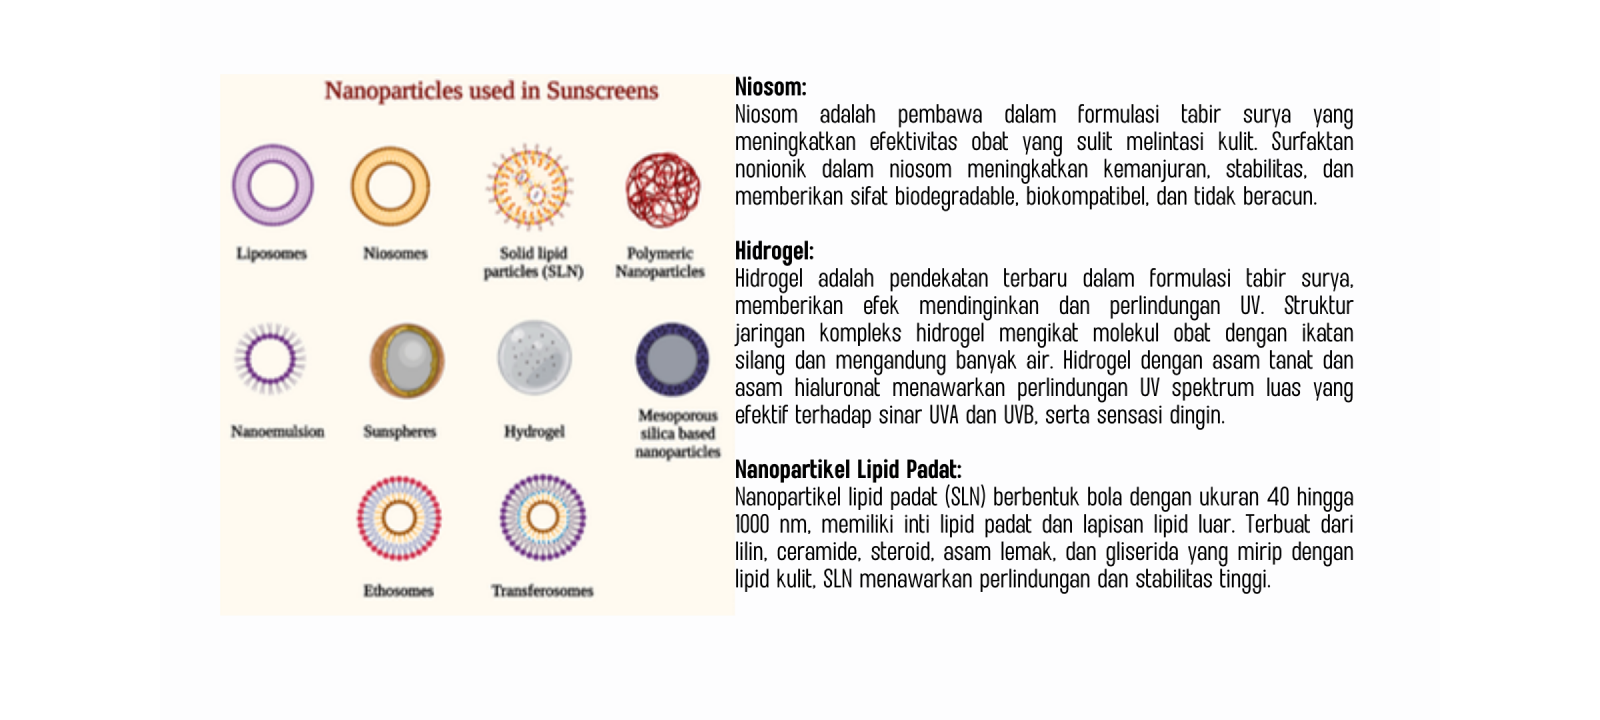 Nanoparticles used in Sunscreens
Liposomes
Niosomes
Solid lipid
particles (SLN)
Polymeric
Nanoparticles
Nanoemulsion
Sunspheres
Hydrogel
Mesoporous
silica based
nanoparticles
Ethosomes
Transferosomes
Niosom:
Niosom adalah pembawa dalam formulasi tabir surya yang
meningkatkan efektivitas obat yang sulit melintasi kulit. Surfaktan
nonionik dalam niosom meningkatkan kemanjuran, stabilitas, dan
memberikan sifat biodegradable, biokompatibel, dan tidak beracun.
Hidrogel:
Hidrogel adalah pendekatan terbaru dalam formulasi tabir surya,
memberikan efek mendinginkan dan perlindungan UV. Struktur
jaringan kompleks hidrogel mengikat molekul obat dengan ikatan
silang dan mengandung banyak air. Hidrogel dengan asam tanat dan
asam hialuronat menawarkan perlindungan UV spektrum luas yang
efektif terhadap sinar UVA dan UVB, serta sensasi dingin.
Nanopartikel Lipid Padat:
Nanopartikel lipid padat (SLN) berbentuk bola dengan ukuran 40 hingga
1000 nm, memiliki inti lipid padat dan lapisan lipid luar. Terbuat dari
lilin, ceramide, steroid, asam lemak, dan gliserida yang mirip dengan
lipid kulit, SLN menawarkan perlindungan dan stabilitas tinggi.